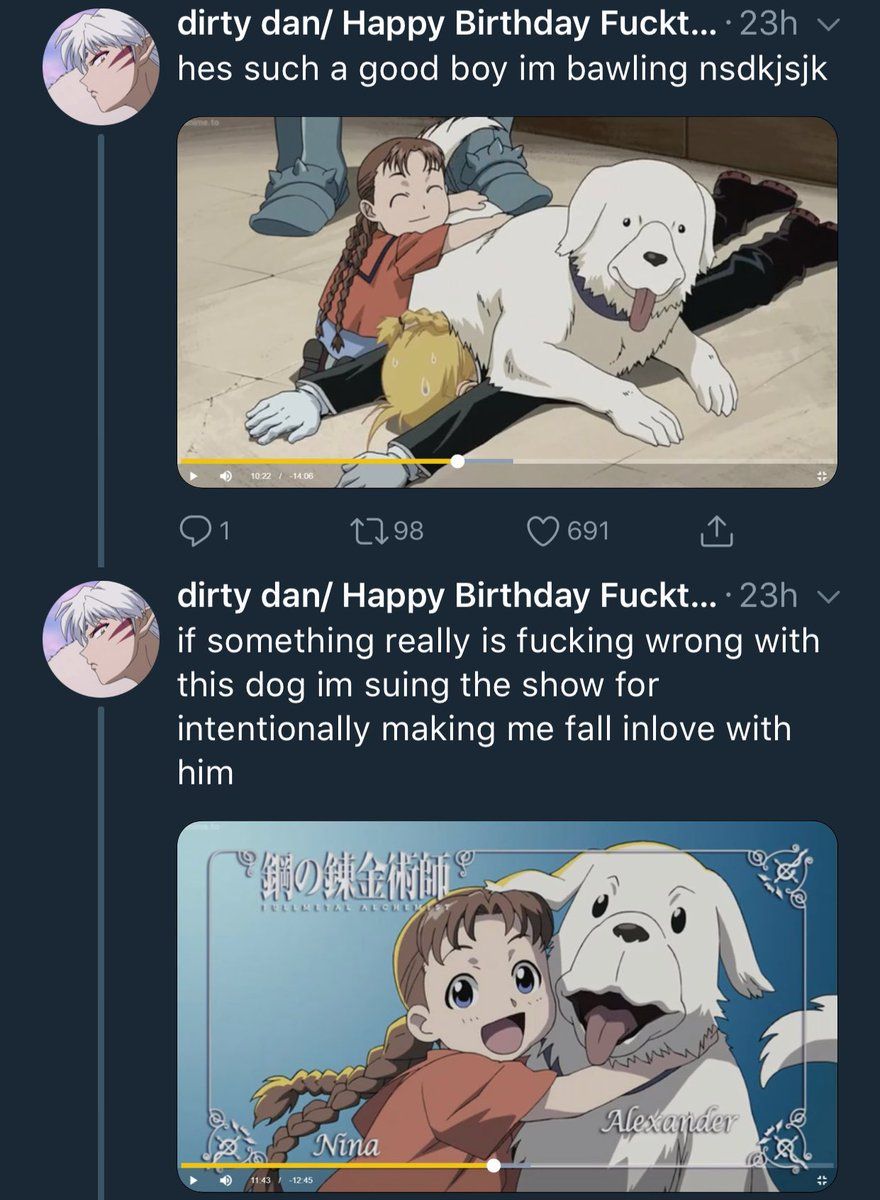 dirty dan/ Happy Birthday Fuckt... · 23h
hes such a good boy im bawling nsdkjsjk
10:22 / -14:06
1 98 691
dirty dan/ Happy Birthday Fuckt... · 23h
if something really is fucking wrong with
this dog im suing the show for
intentionally making me fall inlove with
him
鋼の錬金術師
FULLMETAL ALCHEMIST
Alexander
Nina
11:43 / -12:45